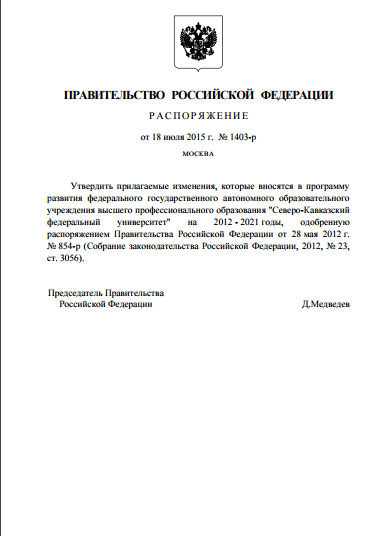 ПРАВИТЕЛЬСТВО РОССИЙСКОЙ ФЕДЕРАЦИИ
РАСПОРЯЖЕНИЕ
от 18 июля 2015 г. № 1403-р
МОСКВА
Утвердить прилагаемые изменения, которые вносятся в программу
развития федерального государственного автономного образовательного
учреждения высшего профессионального образования "Северо-Кавказский
федеральный университет" на 2012 - 2021 годы, одобренную
распоряжением Правительства Российской Федерации от 28 мая 2012 г.
№ 854-р (Собрание законодательства Российской Федерации, 2012, № 23,
ст. 3056).
Председатель Правительства
Российской Федерации Д.Медведев